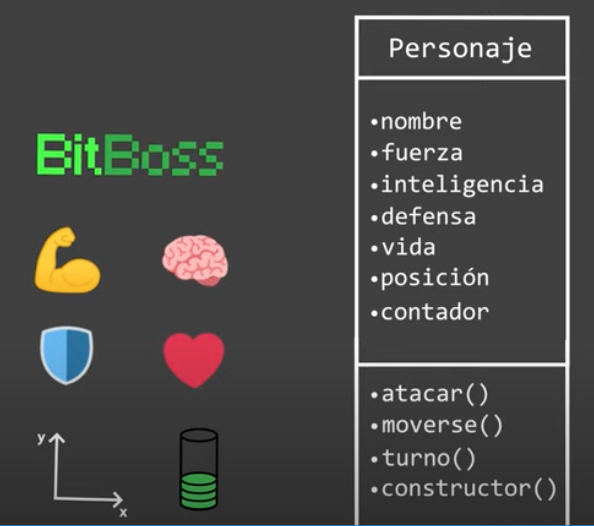 BitBoss
y
x
Personaje
•nombre
•fuerza
•inteligencia
•defensa
•vida
•posición
•contador
•atacar()
•moverse()
•turno()
•constructor()